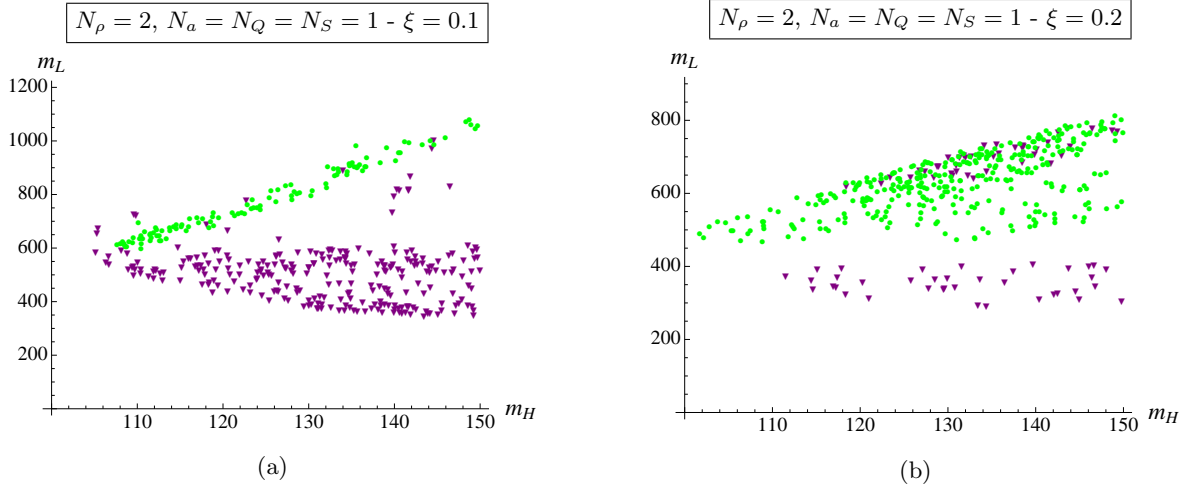 N_ρ = 2, N_a = N_Q = N_S = 1 - ξ = 0.1
m_L
1200
1000
800
600
400
200
110 120 130 140 150 m_H
(a)
N_ρ = 2, N_a = N_Q = N_S = 1 - ξ = 0.2
m_L
800
600
400
200
110 120 130 140 150 m_H
(b)